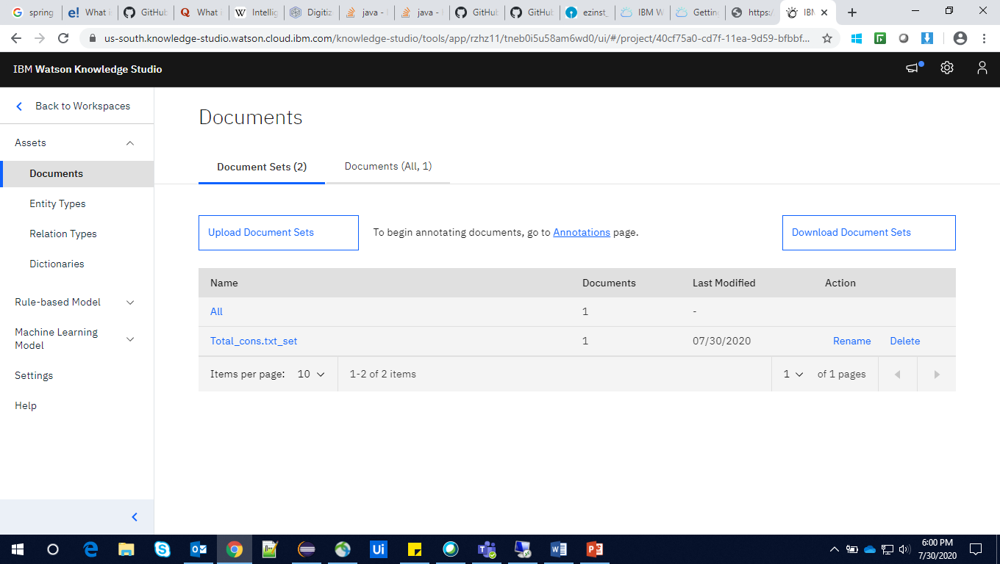 spring
What i
GitHub
What i
Intellig
Digitiz
java -
java -
GitHub
GitHub
ezinst_
IBM W
Getting
https:/
IBM
us-south.knowledge-studio.watson.cloud.ibm.com/knowledge-studio/tools/app/rzhz11/tneb0i5u58am6wd0/ui/#/project/40cf75a0-cd7f-11ea-9d59-bfbbf...
IBM Watson Knowledge Studio
Back to Workspaces
Assets
Documents
Entity Types
Relation Types
Dictionaries
Rule-based Model
Machine Learning
Model
Settings
Help
Documents
Document Sets (2)
Documents (All, 1)
Upload Document Sets
To begin annotating documents, go to Annotations page.
Download Document Sets
Name Documents Last Modified Action
All 1 -
Total_cons.txt_set 1 07/30/2020 Rename Delete
Items per page: 10 1-2 of 2 items 1 of 1 pages
6:00 PM
7/30/2020